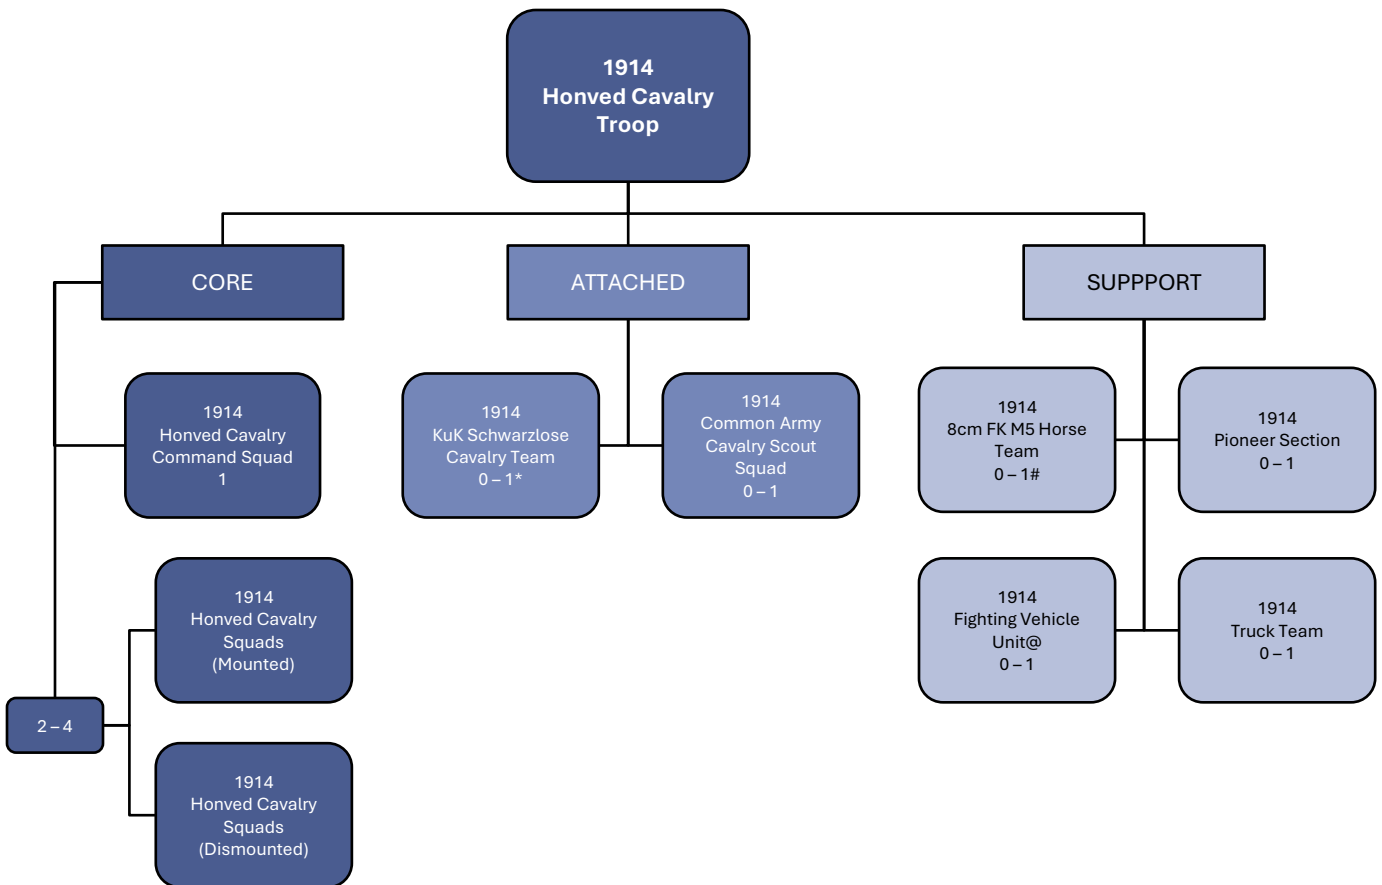 1914
Honved Cavalry
Troop
CORE
ATTACHED
SUPPPORT
1914
Honved Cavalry
Command Squad
1
1914
KuK Schwarzlose
Cavalry Team
0 – 1*
1914
Common Army
Cavalry Scout
Squad
0 – 1
1914
8cm FK M5 Horse
Team
0 – 1#
1914
Pioneer Section
0 – 1
1914
Honved Cavalry
Squads
(Mounted)
1914
Fighting Vehicle
Unit@
0 – 1
1914
Truck Team
0 – 1
2 – 4
1914
Honved Cavalry
Squads
(Dismounted)